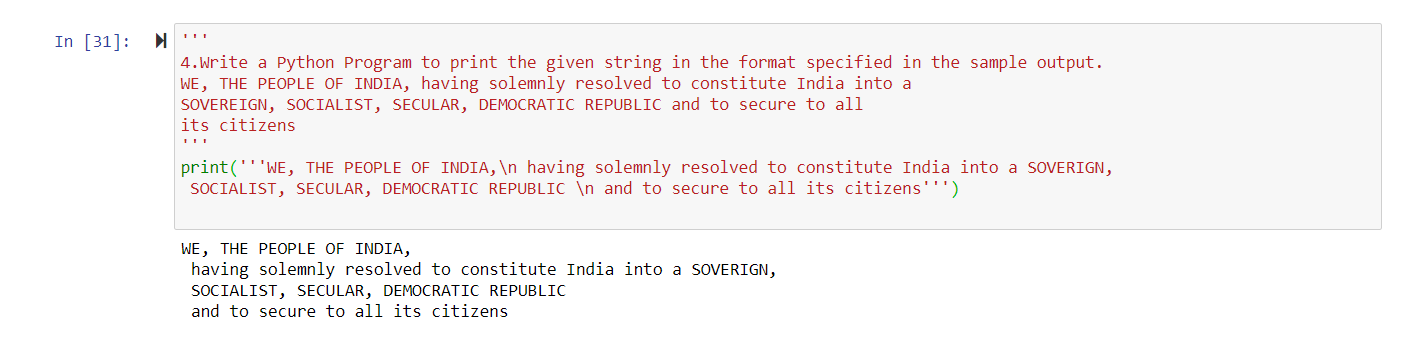 In [31]:
'''
4.Write a Python Program to print the given string in the format specified in the sample output.
WE, THE PEOPLE OF INDIA, having solemnly resolved to constitute India into a
SOVEREIGN, SOCIALIST, SECULAR, DEMOCRATIC REPUBLIC and to secure to all
its citizens
'''
print('''WE, THE PEOPLE OF INDIA,\n having solemnly resolved to constitute India into a SOVERIGN,
 SOCIALIST, SECULAR, DEMOCRATIC REPUBLIC \n and to secure to all its citizens''')
WE, THE PEOPLE OF INDIA,
 having solemnly resolved to constitute India into a SOVERIGN,
 SOCIALIST, SECULAR, DEMOCRATIC REPUBLIC
 and to secure to all its citizens